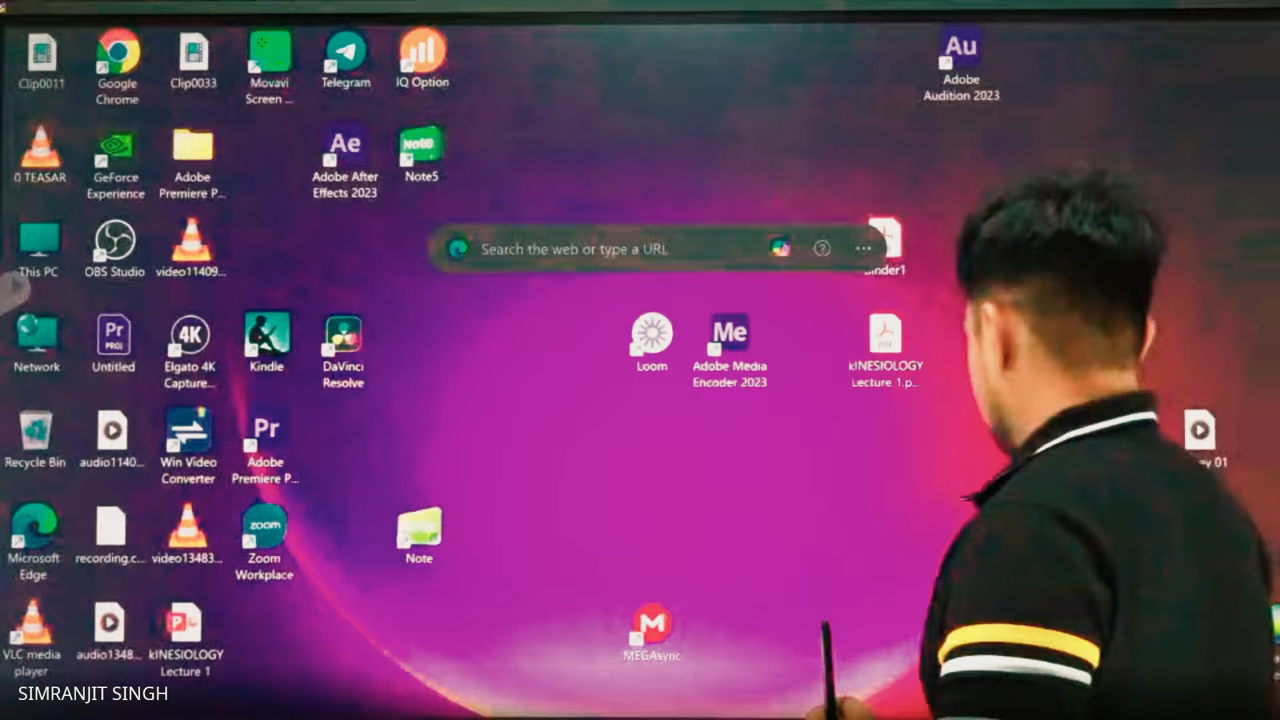 Clip0011
Google
Chrome
Clip0033
Movavi
Screen ...
Telegram
IQ Option
Au
Adobe
Audition 2023
0 TEASAR
GeForce
Experience
Adobe
Premiere P...
Ae
Adobe After
Effects 2023
Note
Note5
This PC
OBS Studio
video11409...
Search the web or type a URL
?
...
Network
Pr
PROJ
Untitled
4K
Elgato 4K
Capture...
Kindle
DaVinci
Resolve
Loom
Me
Adobe Media
Encoder 2023
PDF
kINESIOLOGY
Lecture 1.p...
Recycle Bin
audio1140...
Win Video
Converter
Pr
Adobe
Premiere P...
01
Microsoft
Edge
recording.c...
video13483...
zoom
Zoom
Workplace
Note
VLC media
player
audio1348...
P
kINESIOLOGY
Lecture 1
M
MEGAsync
SIMRANJIT SINGH